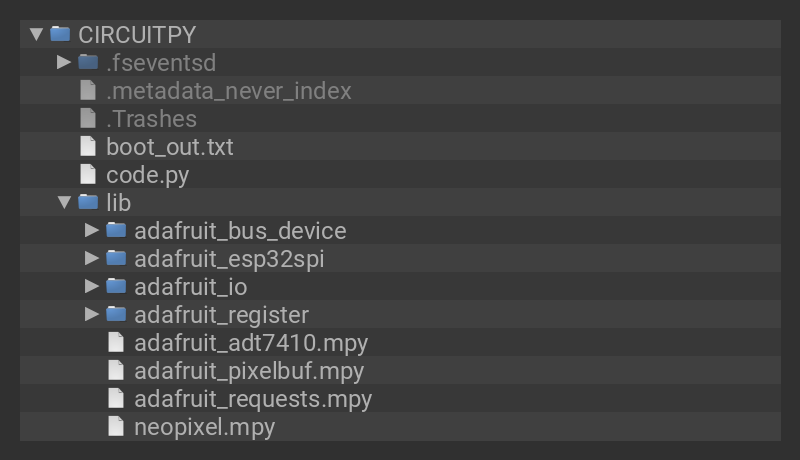 CIRCUITPY
.fseventsd
.metadata_never_index
.Trashes
boot_out.txt
code.py
lib
adafruit_bus_device
adafruit_esp32spi
adafruit_io
adafruit_register
adafruit_adt7410.mpy
adafruit_pixelbuf.mpy
adafruit_requests.mpy
neopixel.mpy